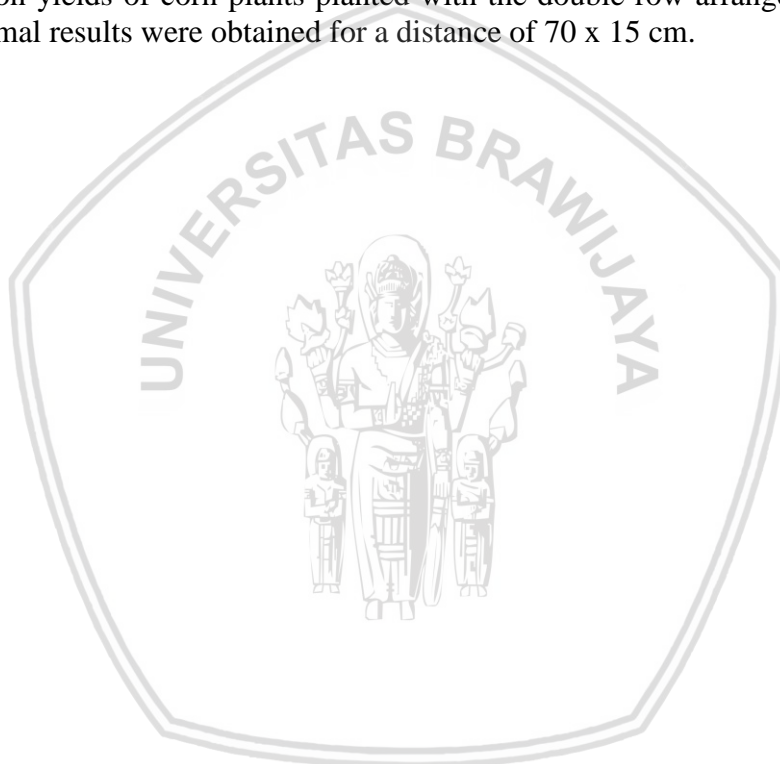 on yields of corn plants planted with the double row arrang
mal results were obtained for a distance of 70 x 15 cm.
UNIVERSITAS BRAWIJAYA